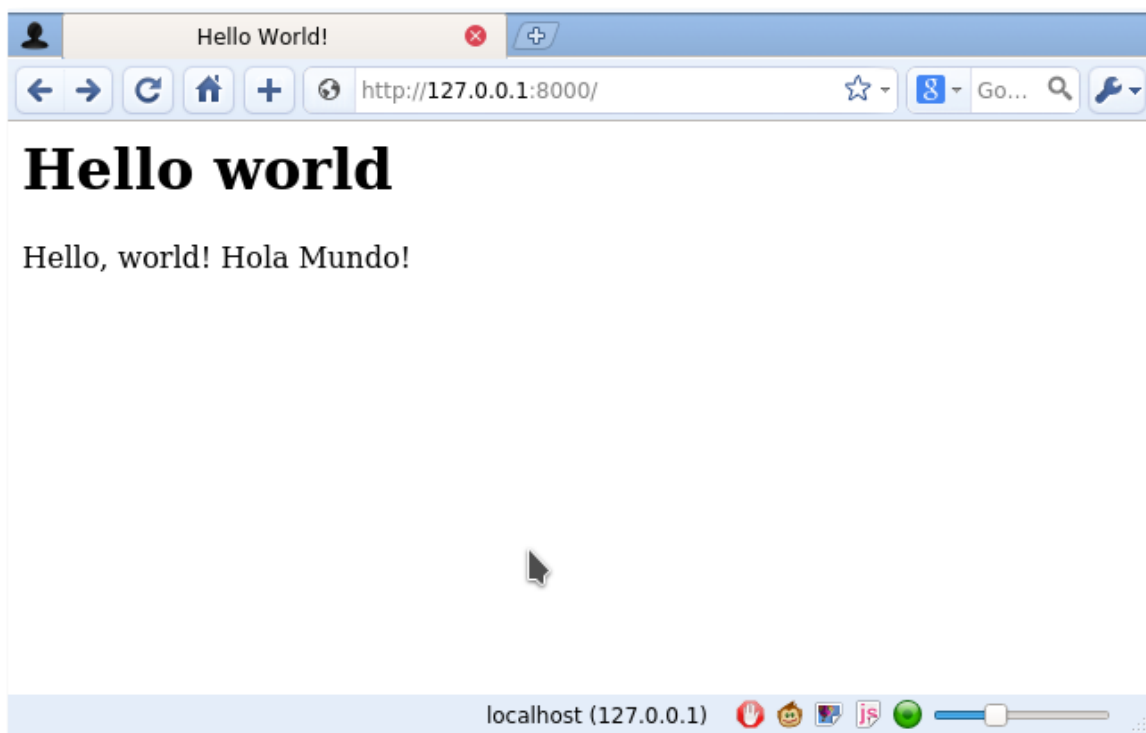 Hello World!
http://127.0.0.1:8000/
8
Go...
Hello world
Hello, world! Hola Mundo!
localhost (127.0.0.1)
js